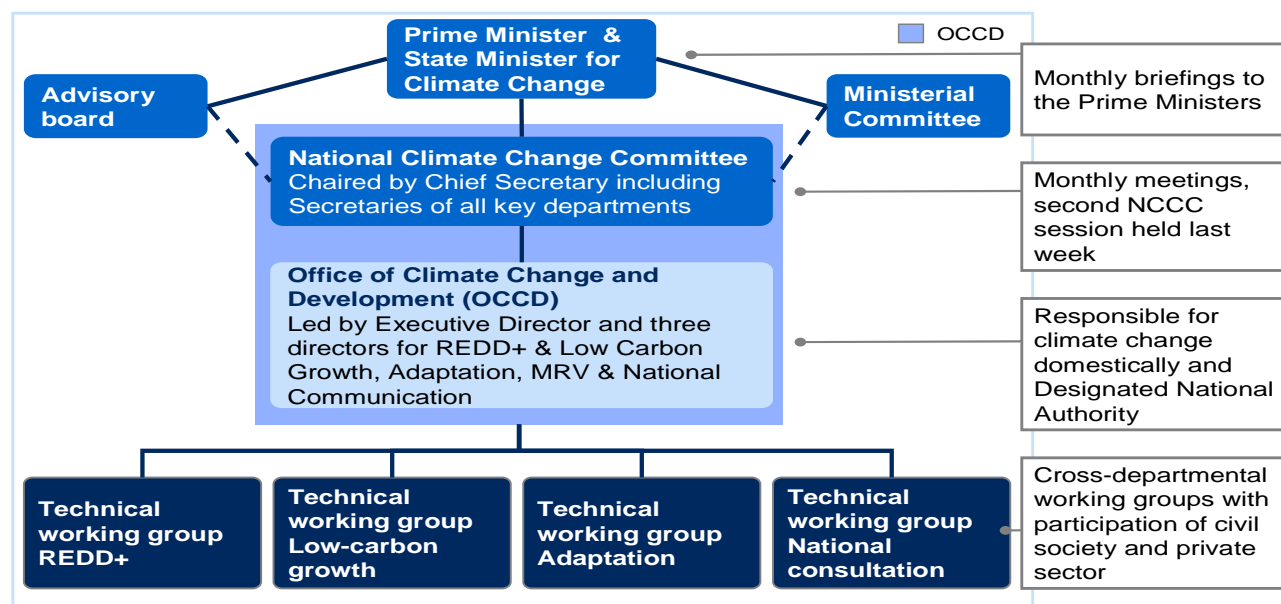 Prime Minister &
State Minister for
Climate Change
OCCD
Advisory
board
Ministerial
Committee
Monthly briefings to
the Prime Ministers
National Climate Change Committee
Chaired by Chief Secretary including
Secretaries of all key departments
Monthly meetings,
second NCCC
session held last
week
Office of Climate Change and
Development (OCCD)
Led by Executive Director and three
directors for REDD+ & Low Carbon
Growth, Adaptation, MRV & National
Communication
Responsible for
climate change
domestically and
Designated National
Authority
Technical
working group
REDD+
Technical
working group
Low-carbon
growth
Technical
working group
Adaptation
Technical
working group
National
consultation
Cross-departmental
working groups with
participation of civil
society and private
sector